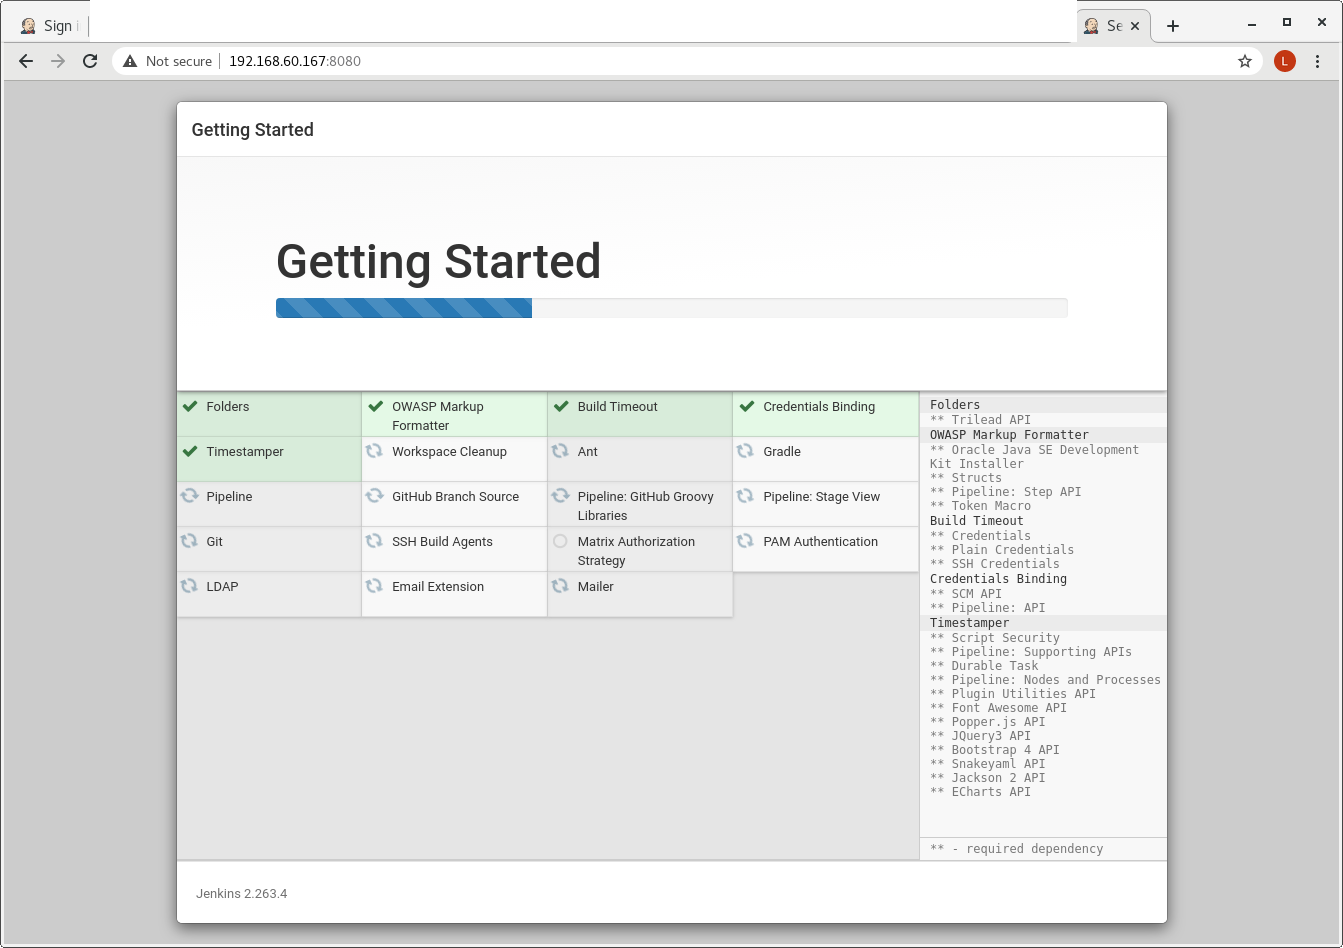 Sign i
Se
Not secure
192.168.60.167:8080
L
Getting Started
Getting Started
Folders
OWASP Markup
Formatter
Build Timeout
Credentials Binding
Timestamper
Workspace Cleanup
Ant
Gradle
Pipeline
GitHub Branch Source
Pipeline: GitHub Groovy
Libraries
Pipeline: Stage View
Git
SSH Build Agents
Matrix Authorization
Strategy
PAM Authentication
LDAP
Email Extension
Mailer
Folders
** Trilead API
OWASP Markup Formatter
** Oracle Java SE Development
Kit Installer
** Structs
** Pipeline: Step API
** Token Macro
Build Timeout
** Credentials
** Plain Credentials
** SSH Credentials
Credentials Binding
** SCM API
** Pipeline: API
Timestamper
** Script Security
** Pipeline: Supporting APIs
** Durable Task
** Pipeline: Nodes and Processes
** Plugin Utilities API
** Font Awesome API
** Popper.js API
** JQuery3 API
** Bootstrap 4 API
** Snakeyaml API
** Jackson 2 API
** ECharts API
** - required dependency
Jenkins 2.263.4